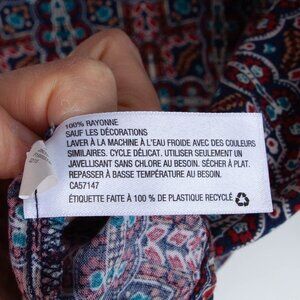 100% RAYONNE
SAUF LES DÉCORATIONS
LAVER À LA MACHINE À L'EAU FROIDE AVEC DES COULEURS
SIMILAIRES. CYCLE DÉLICAT. UTILISER SEULEMENT UN
JAVELLISANT SANS CHLORE AU BESOIN. SÉCHER À PLAT.
REPASSER À BASSE TEMPÉRATURE AU BESOIN.
CA57147
ÉTIQUETTE FAITE À 100 % DE PLASTIQUE RECYCLÉ